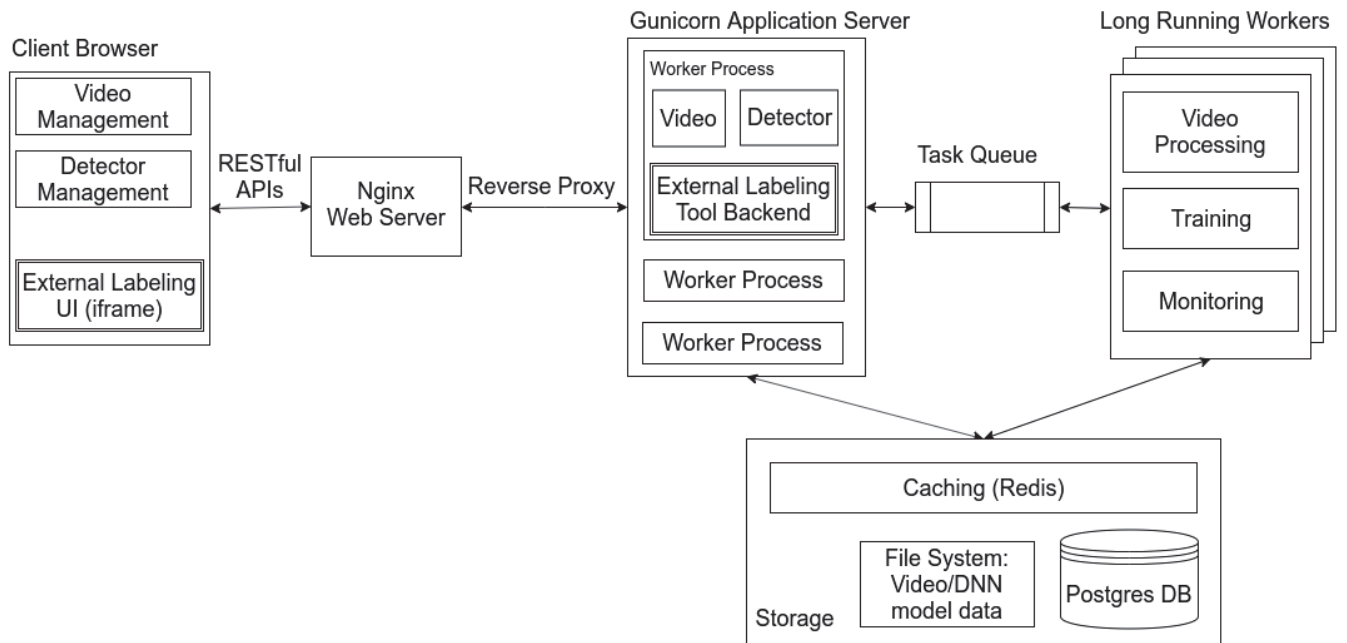 Client Browser
Video
Management
Detector
Management
External Labeling
UI (iframe)
RESTful
APIs
Nginx
Web Server
Reverse Proxy
Gunicorn Application Server
Worker Process
Video
Detector
External Labeling
Tool Backend
Worker Process
Worker Process
Task Queue
Long Running Workers
Video
Processing
Training
Monitoring
Caching (Redis)
File System:
Video/DNN
model data
Postgres DB
Storage